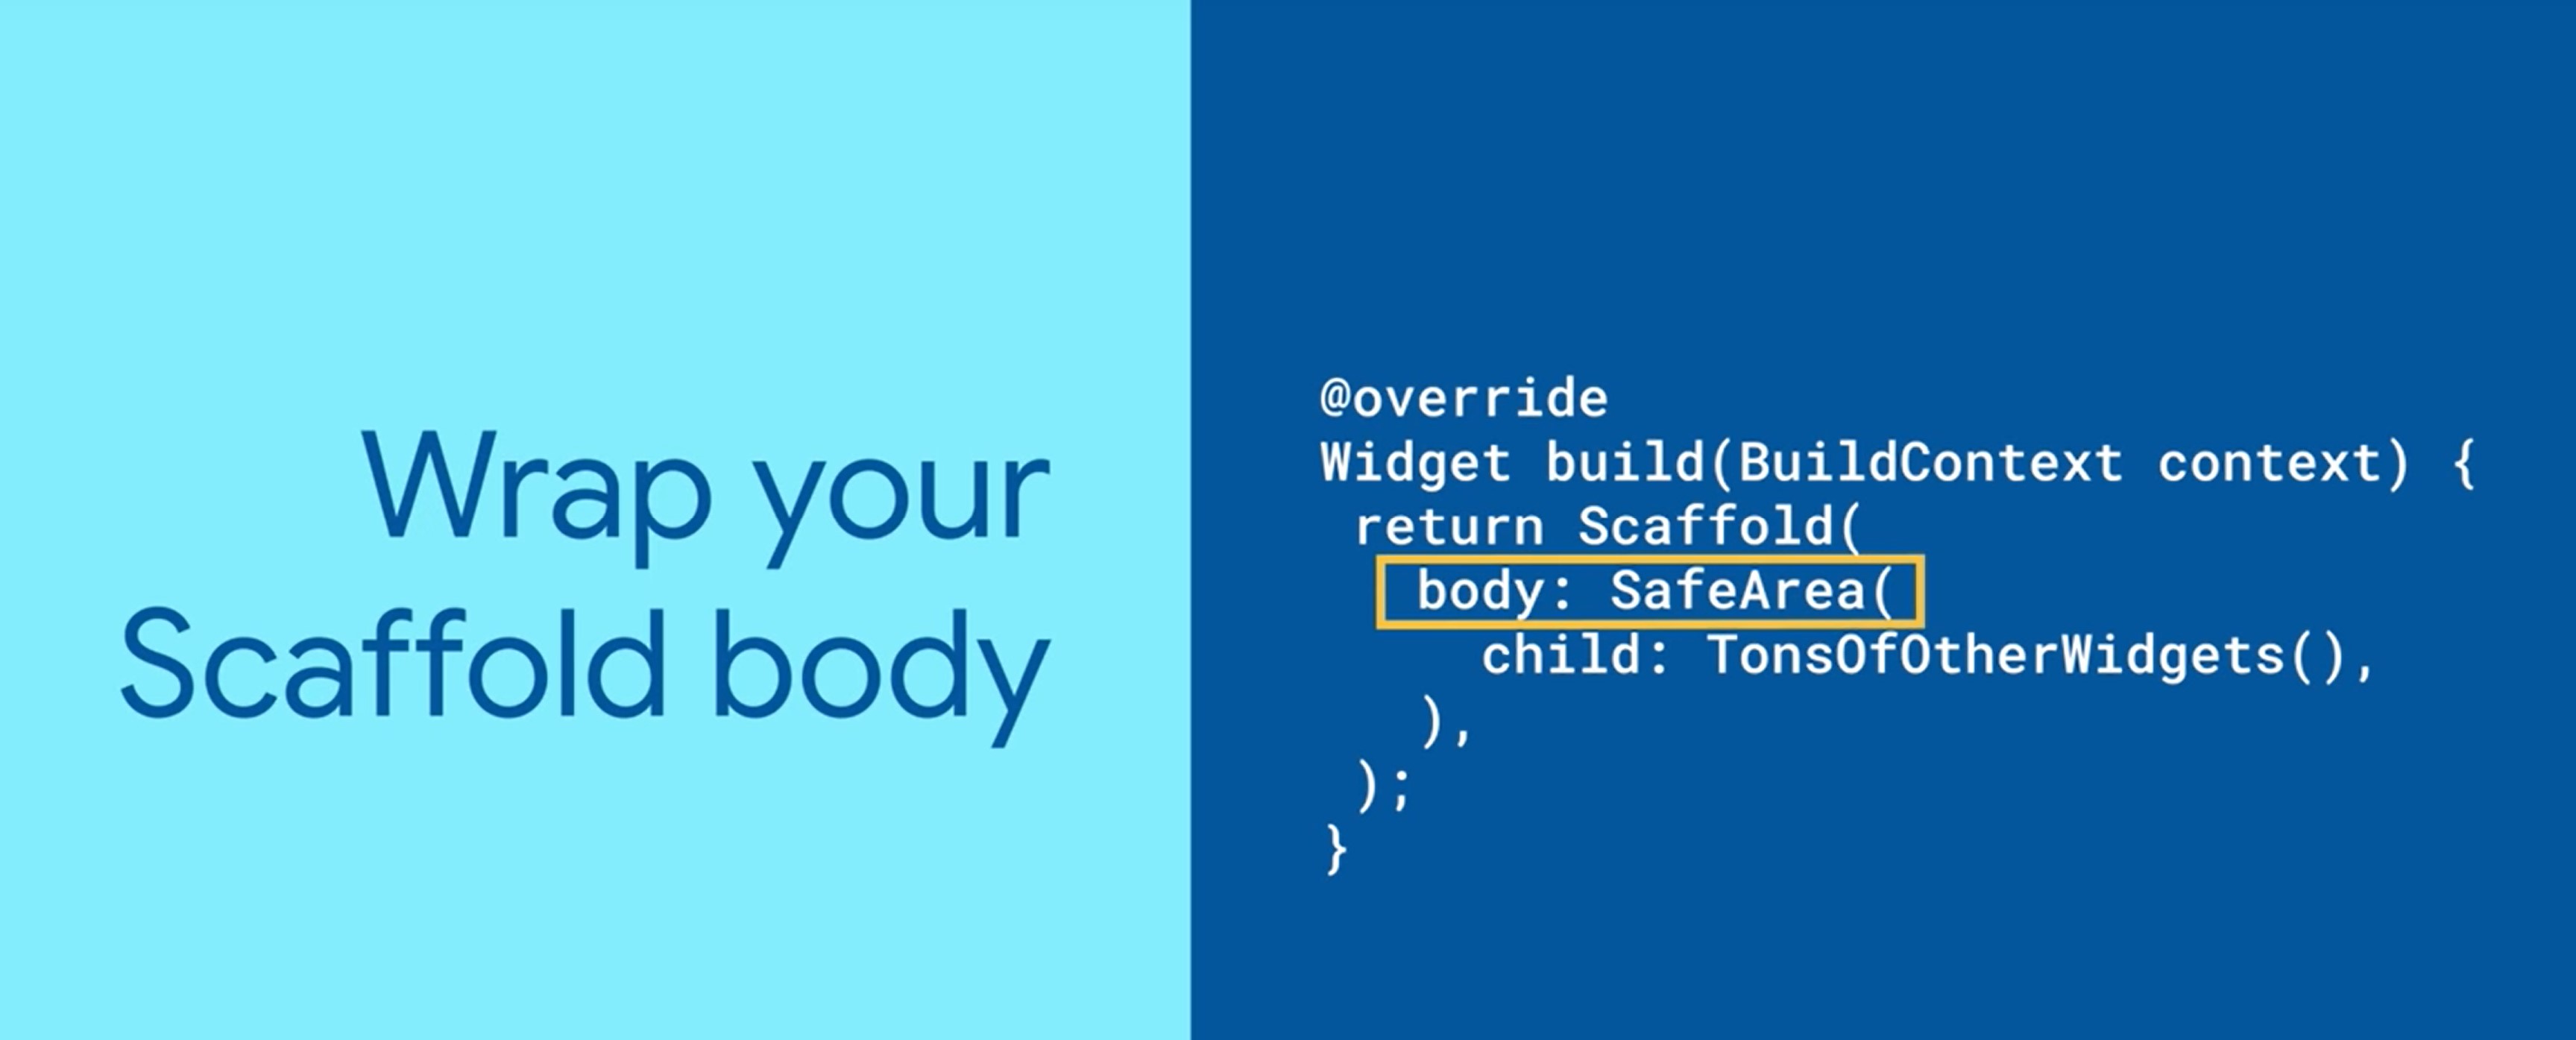 Wrap your
Scaffold body
@override
Widget build(BuildContext context) {
return Scaffold(
body: SafeArea(
child: TonsOfOtherWidgets(),
),
);
}